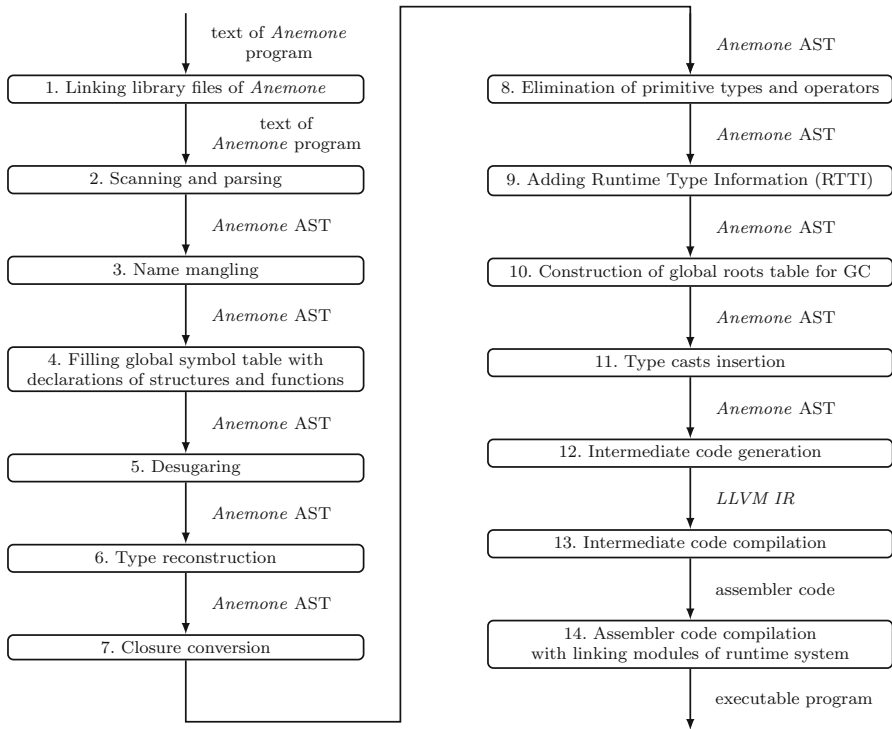 text of Anemone
program
1. Linking library files of Anemone
text of
Anemone program
2. Scanning and parsing
Anemone AST
3. Name mangling
Anemone AST
4. Filling global symbol table with
declarations of structures and functions
Anemone AST
5. Desugaring
Anemone AST
6. Type reconstruction
Anemone AST
7. Closure conversion
Anemone AST
8. Elimination of primitive types and operators
Anemone AST
9. Adding Runtime Type Information (RTTI)
Anemone AST
10. Construction of global roots table for GC
Anemone AST
11. Type casts insertion
Anemone AST
12. Intermediate code generation
LLVM IR
13. Intermediate code compilation
assembler code
14. Assembler code compilation
with linking modules of runtime system
executable program